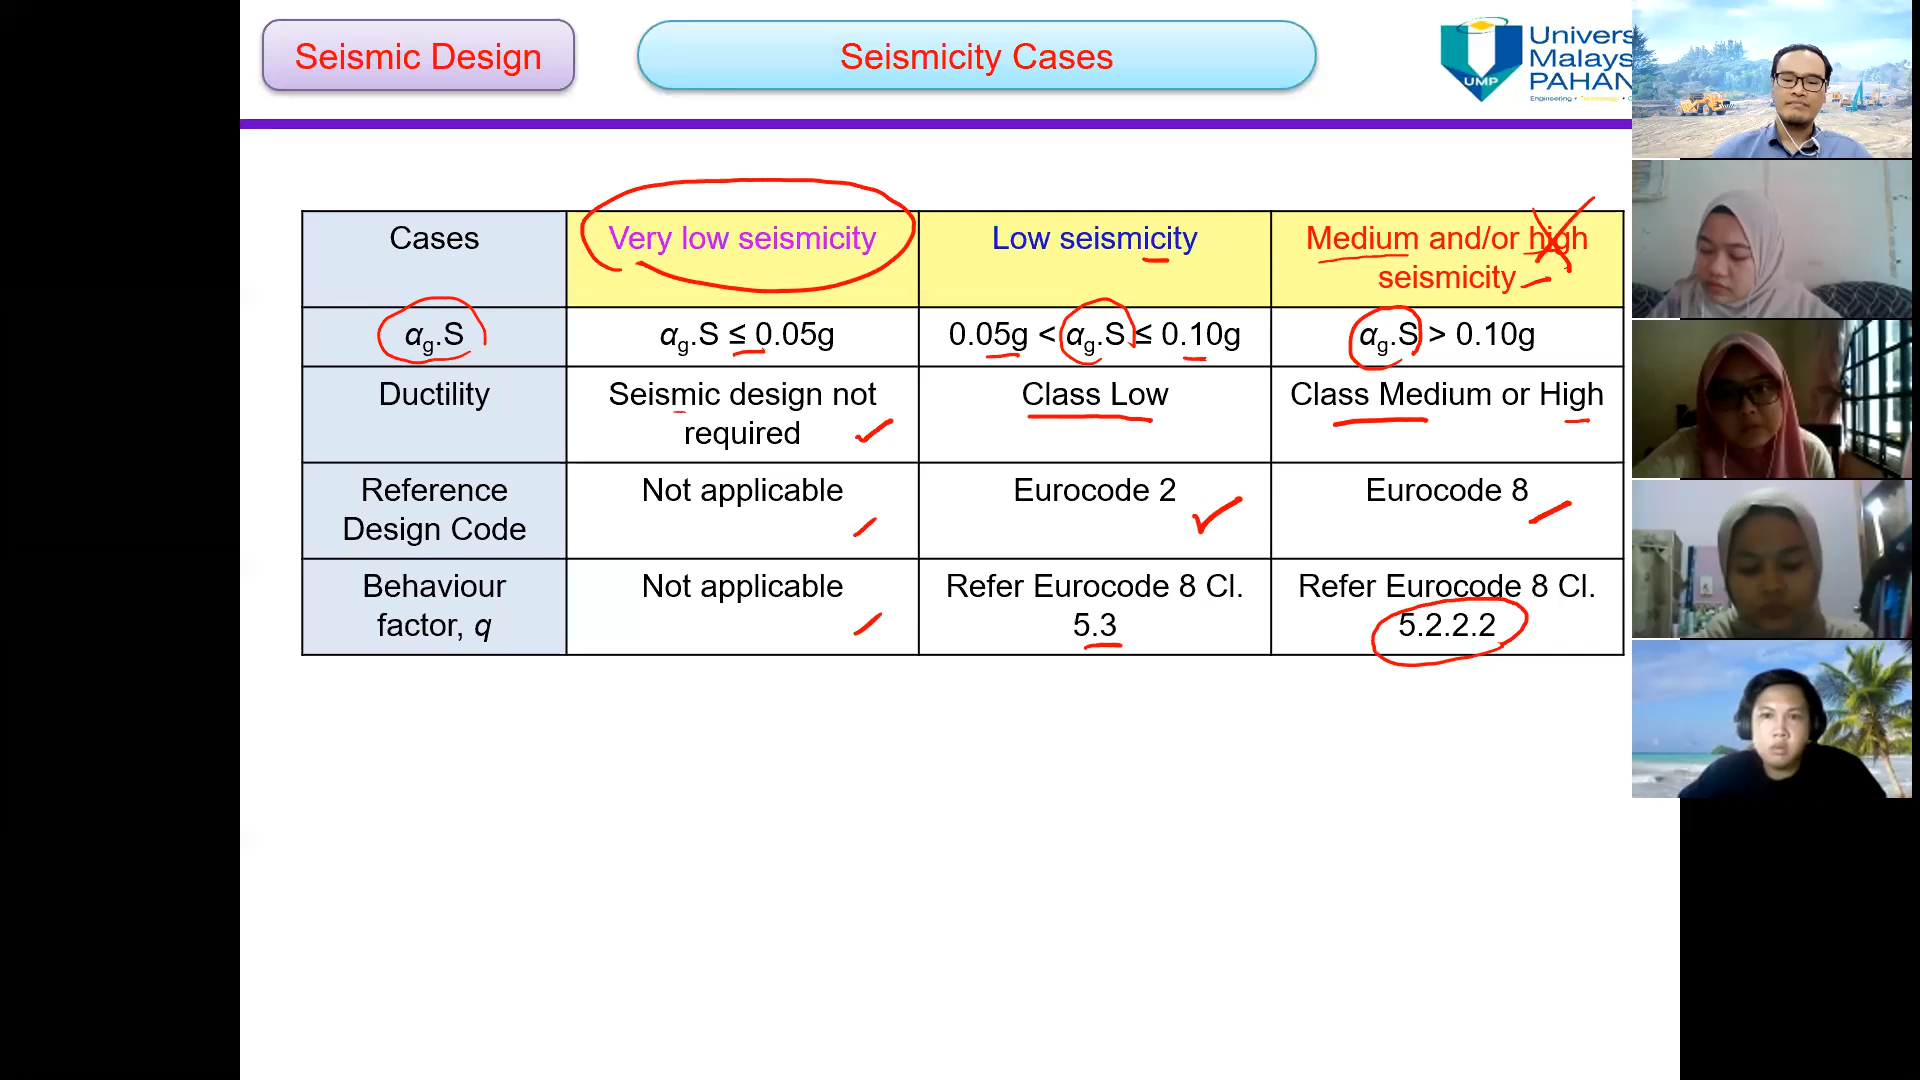 Seismic Design
Seismicity Cases
UMP
Univers
Malays
PAHAN
Engineering • Technology •
Cases
Very low seismicity
Low seismicity
Medium and/or high
seismicity
αg.S
αg.S ≤ 0.05g
0.05g < αg.S ≤ 0.10g
αg.S > 0.10g
Ductility
Seismic design not
required
Class Low
Class Medium or High
Reference
Design Code
Not applicable
Eurocode 2
Eurocode 8
Behaviour
factor, q
Not applicable
Refer Eurocode 8 Cl.
5.3
Refer Eurocode 8 Cl.
5.2.2.2